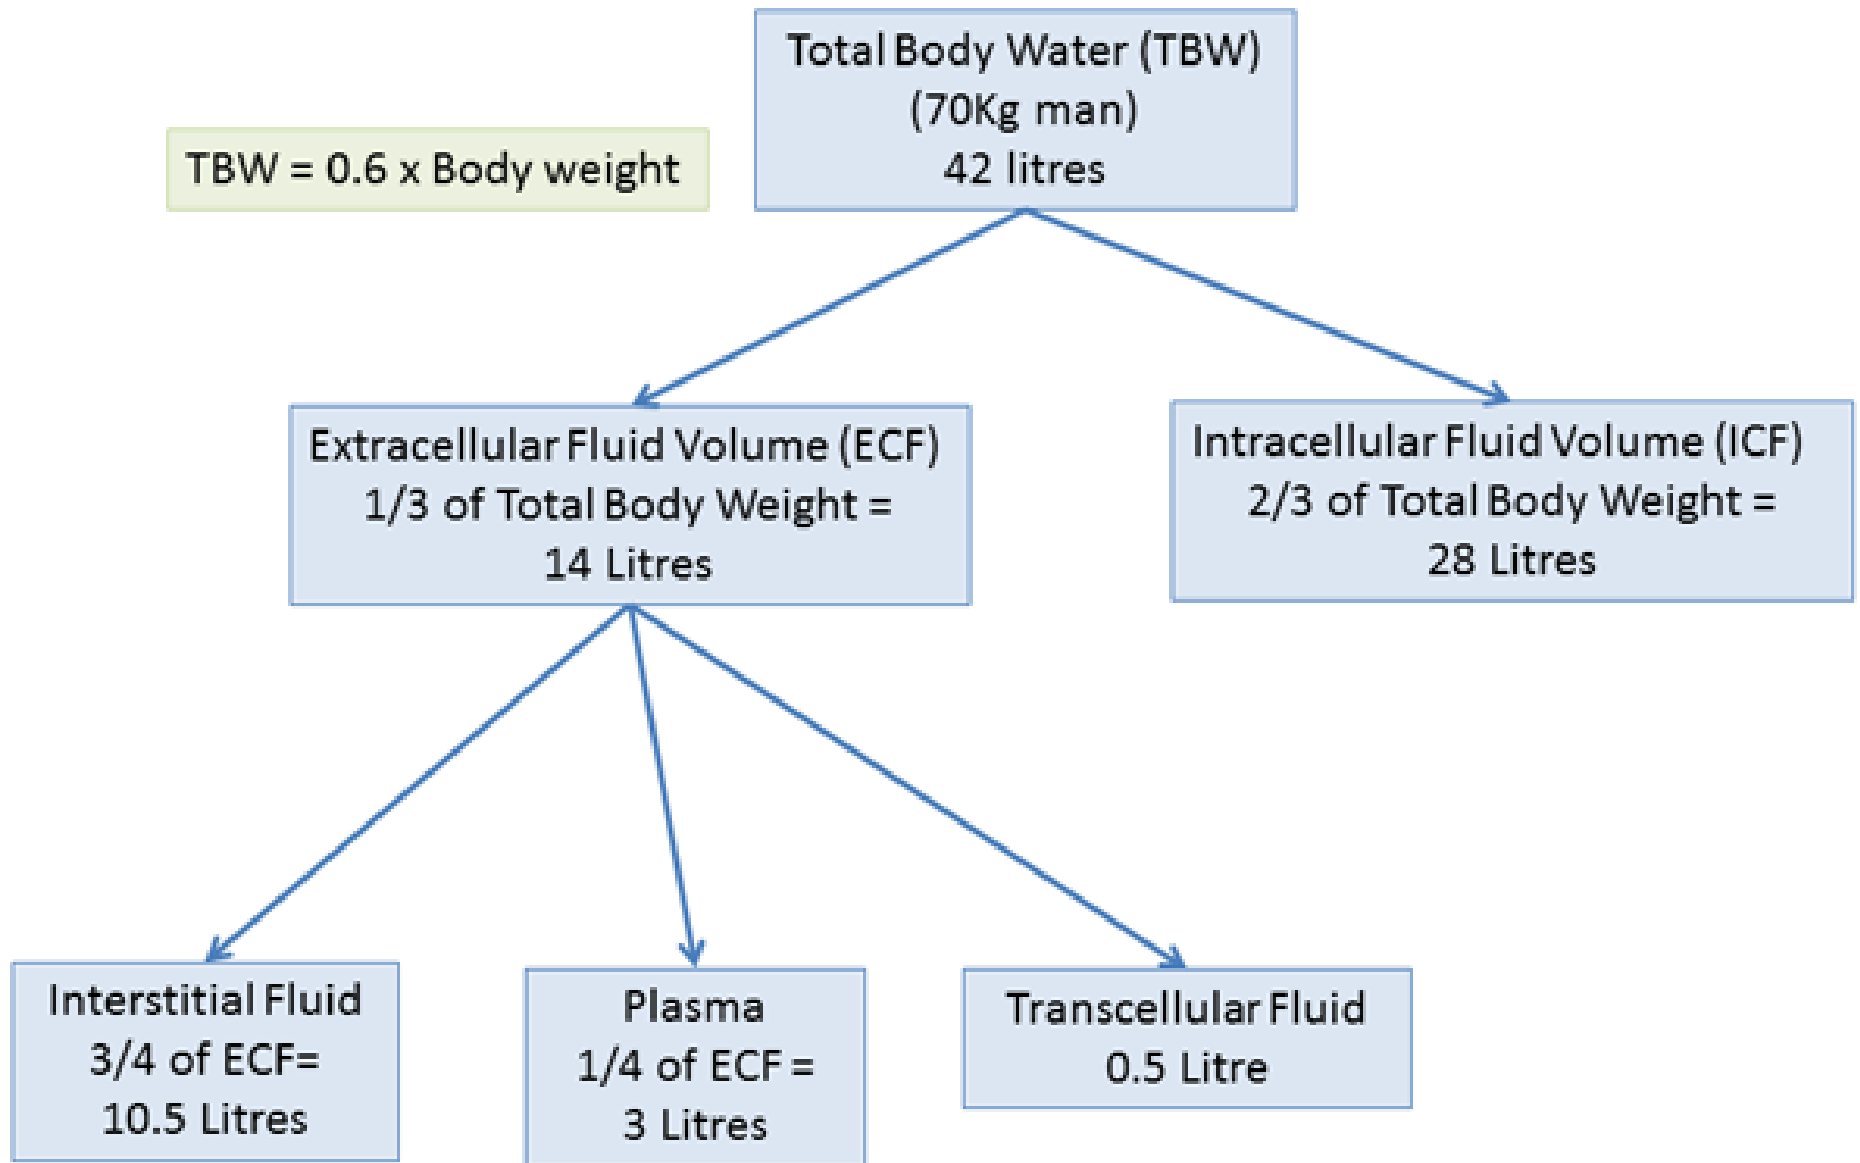 Total Body Water (TBW)
(70Kg man)
42 litres
TBW = 0.6 x Body weight
Extracellular Fluid Volume (ECF)
1/3 of Total Body Weight =
14 Litres
Intracellular Fluid Volume (ICF)
2/3 of Total Body Weight =
28 Litres
Interstitial Fluid
3/4 of ECF=
10.5 Litres
Plasma
1/4 of ECF =
3 Litres
Transcellular Fluid
0.5 Litre